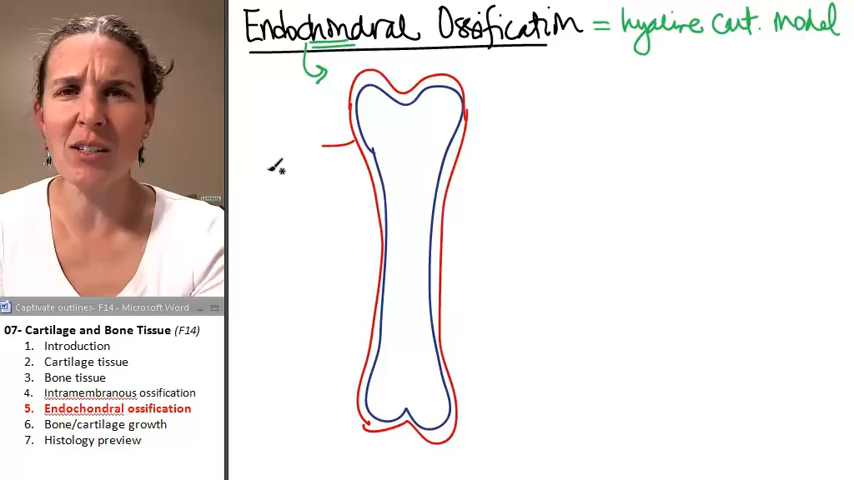 Endochondral Ossification = hyaline cart. model
Captivate outlines- F14 - Microsoft Word
07- Cartilage and Bone Tissue (F14)
1. Introduction
2. Cartilage tissue
3. Bone tissue
4. Intramembranous ossification
5. Endochondral ossification
6. Bone/cartilage growth
7. Histology preview